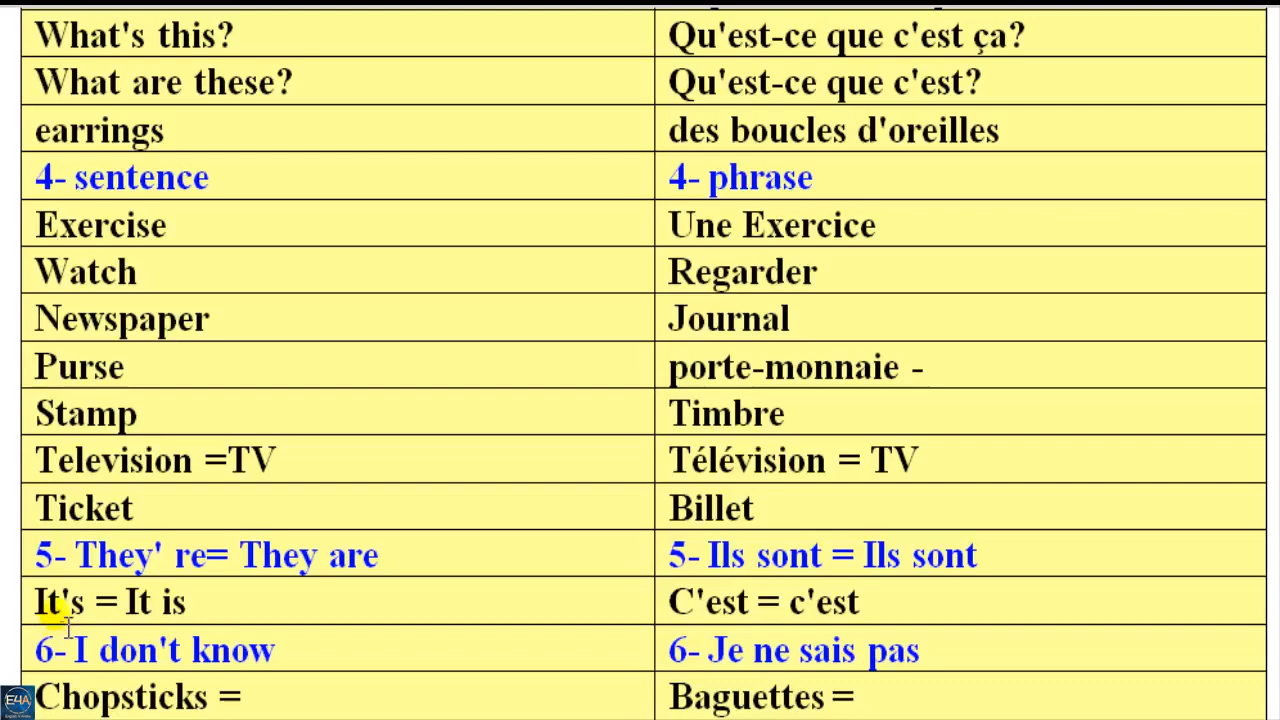 What's this? Qu'est-ce que c'est ça?
What are these? Qu'est-ce que c'est?
earrings des boucles d'oreilles
4- sentence 4- phrase
Exercise Une Exercice
Watch Regarder
Newspaper Journal
Purse porte-monnaie -
Stamp Timbre
Television =TV Télévision = TV
Ticket Billet
5- They' re= They are 5- Ils sont = Ils sont
It's = It is C'est = c'est
6- I don't know 6- Je ne sais pas
Chopsticks = Baguettes =
E4A